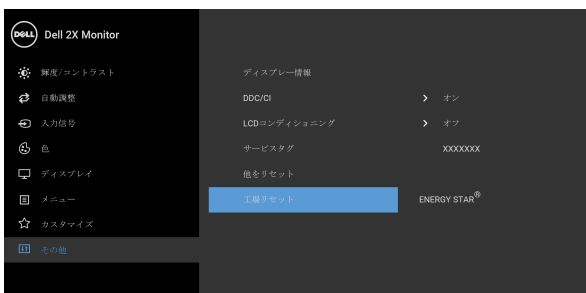 DELL Dell 2X Monitor
輝度/コントラスト
自動調整
入力信号
色
ディスプレイ
メニュー
カスタマイズ
その他
ディスプレー情報
DDC/CI オン
LCDコンディショニング オフ
サービスタグ XXXXXXX
他をリセット
工場リセット ENERGY STAR®